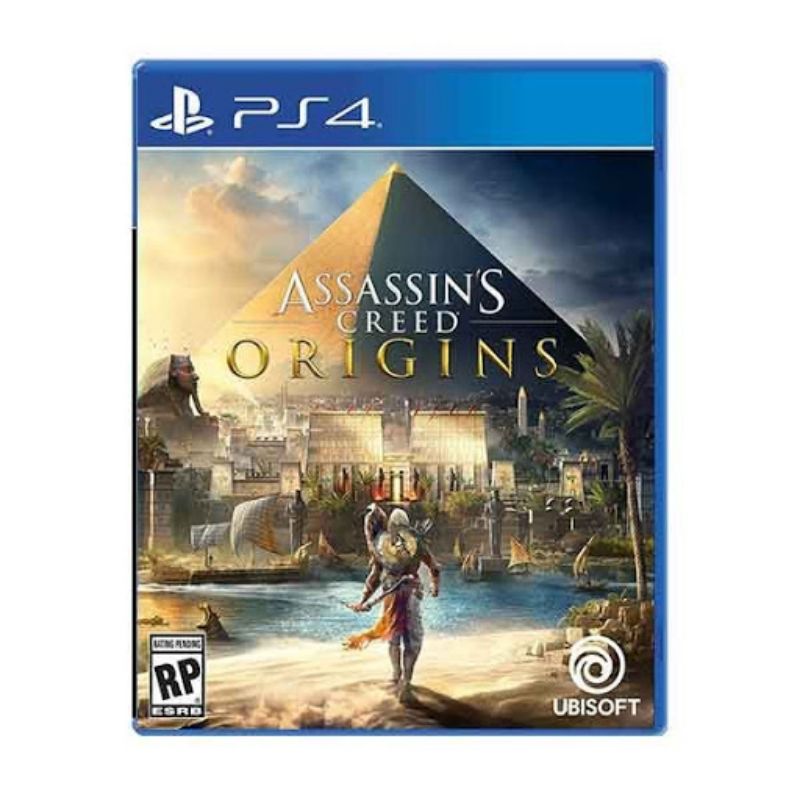 PS4
ASSASSIN'S
CREED
ORIGINS
RATING PENDING
RP
ESRB
UBISOFT